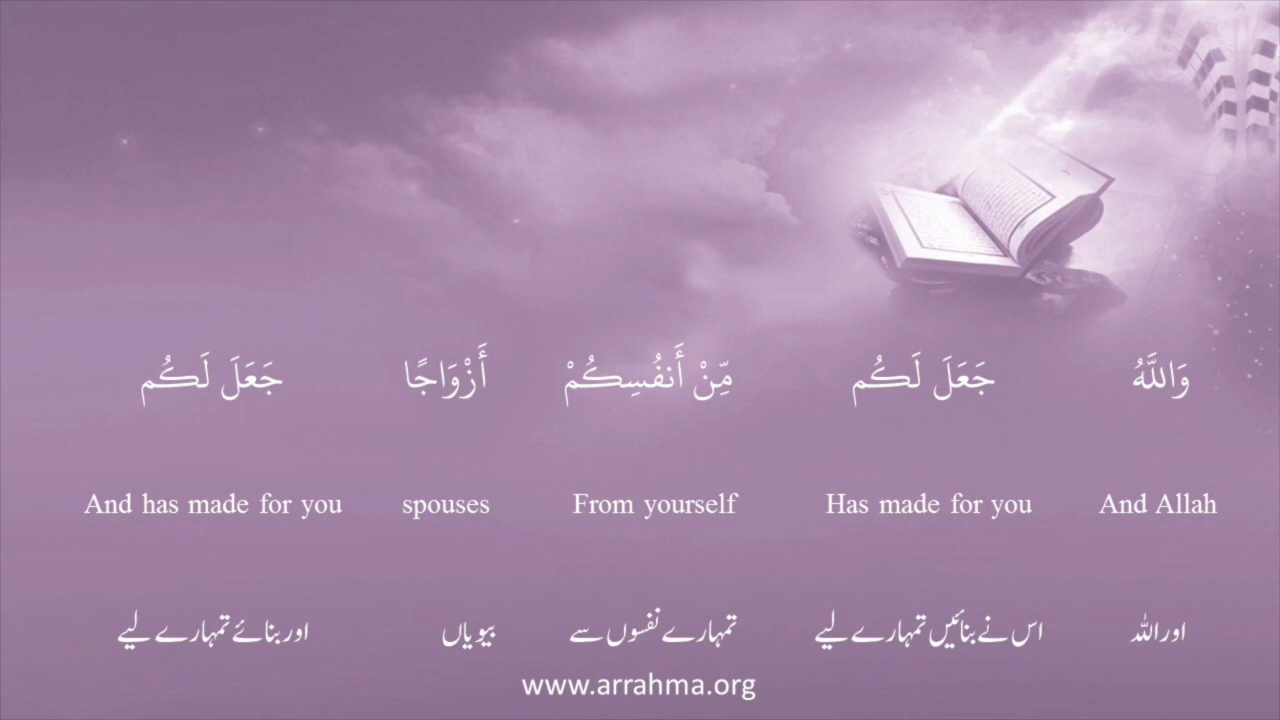 وَاللَّهُ جَعَلَ لَكُم مِّنْ أَنفُسِكُمْ أَزْوَاجًا جَعَلَ لَكُم
And has made for you spouses From yourself Has made for you And Allah
اور اللہ اس نے بنائیں تمہارے لیے تمہارے نفسوں سے بیویاں اور بنائے تمہارے لیے
www.arrahma.org